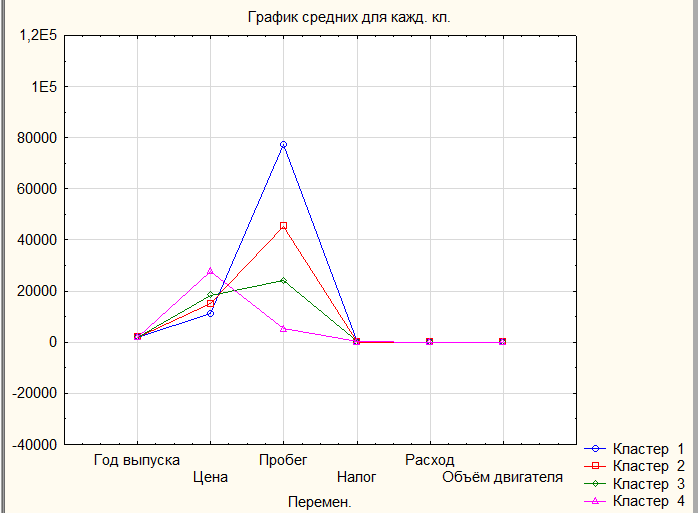 График средних для кажд. кл.
1,2E5
1E5
80000
60000
40000
20000
0
-20000
-40000
Год выпуска
Цена
Пробег
Налог
Расход
Объём двигателя
Перемен.
Кластер 1
Кластер 2
Кластер 3
Кластер 4